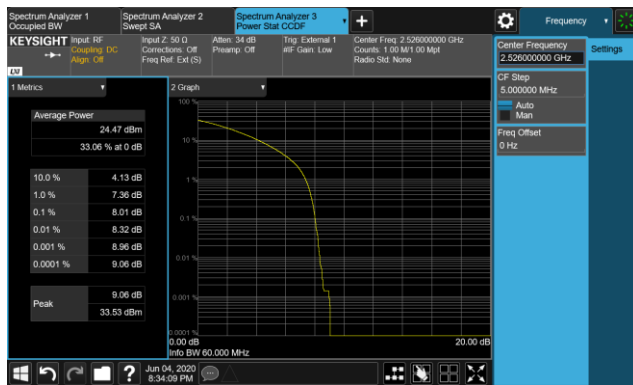 Spectrum Analyzer 1
Occupied BW
Spectrum Analyzer 2
Swept SA
Spectrum Analyzer 3
Power Stat CCDF
Frequency
KEYSIGHT
Input: RF
Coupling: DC
Align: Off
Input Z: 50 Ω
Corrections: Off
Freq Ref: Ext (S)
Atten: 34 dB
Preamp: Off
Trig: External 1
#IF Gain: Low
Center Freq: 2.526000000 GHz
Counts: 1.00 M/1.00 Mpt
Radio Std: None
LXI
Center Frequency
2.526000000 GHz
Settings
CF Step
5.000000 MHz
Auto
Man
Freq Offset
0 Hz
1 Metrics
Average Power
24.47 dBm
33.06 % at 0 dB
10.0 % 4.13 dB
1.0 % 7.36 dB
0.1 % 8.01 dB
0.01 % 8.32 dB
0.001 % 8.96 dB
0.0001 % 9.06 dB
Peak
9.06 dB
33.53 dBm
2 Graph
100 %
10 %
1 %
0.1 %
0.01 %
0.001 %
0.0001 %
0.00 dB
20.00 dB
Info BW 60.000 MHz
?
Jun 04, 2020
8:34:09 PM